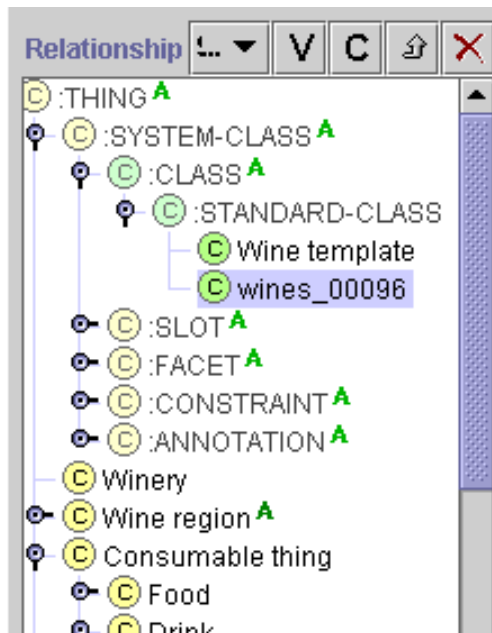 Relationship :... V C
C :THING A
C :SYSTEM-CLASS A
C :CLASS A
C :STANDARD-CLASS
C Wine template
C wines_00096
C :SLOT A
C :FACET A
C :CONSTRAINT A
C :ANNOTATION A
C Winery
C Wine region A
C Consumable thing
C Food
C Drink